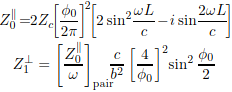 Z_0^∥=2Z_c[ϕ_0/2π]^2[2 sin^2 ωL/c − i sin 2ωL/c]
Z_1^⊥ = [Z_0^∥/ω]_pair c/b^2 [4/ϕ_0]^2 sin^2 ϕ_0/2